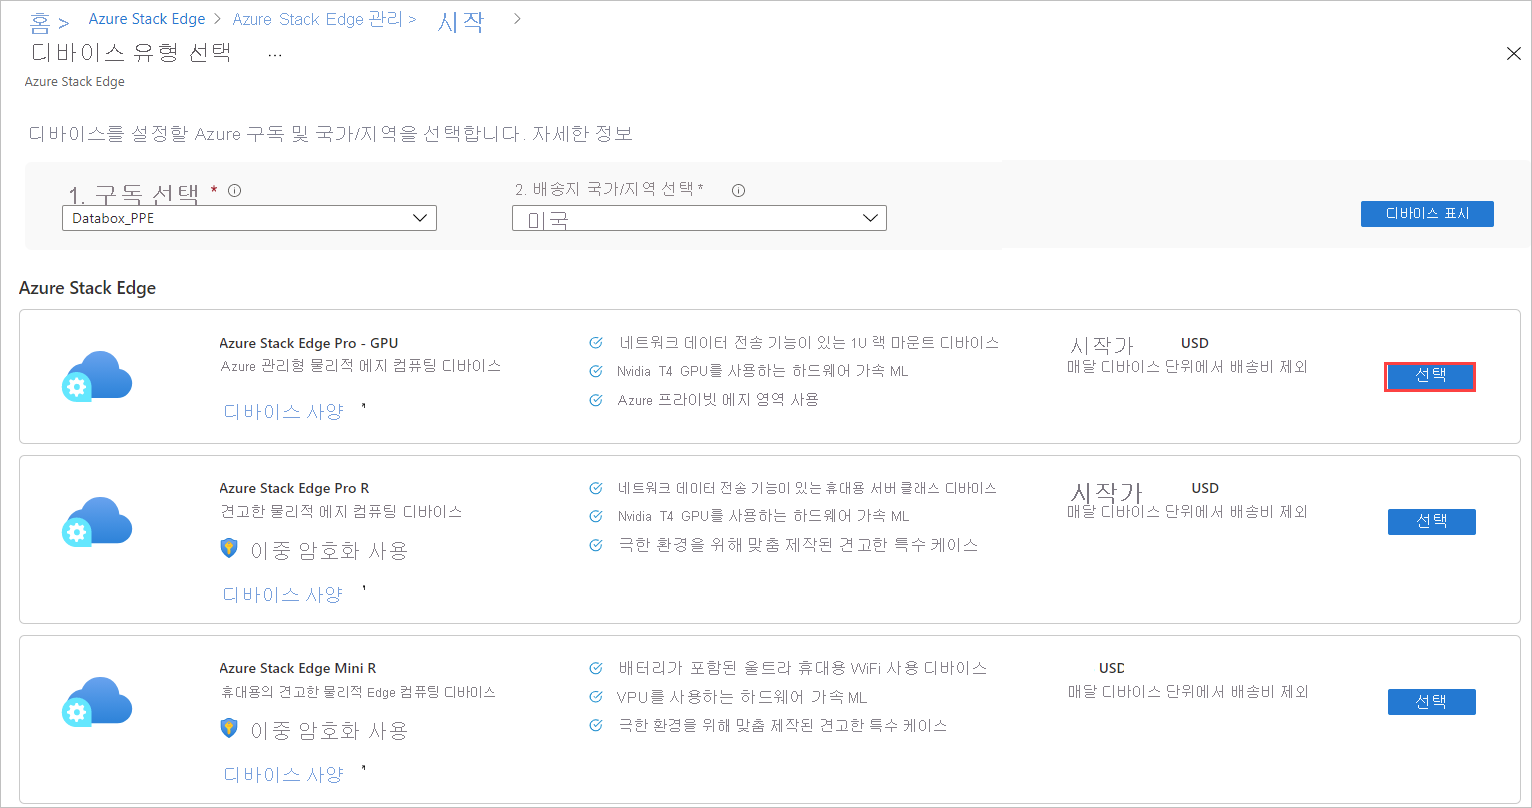 홈 > Azure Stack Edge > Azure Stack Edge 관리 > 시작 >
디바이스 유형 선택 ...
Azure Stack Edge
디바이스를 설정할 Azure 구독 및 국가/지역을 선택합니다. 자세한 정보
1. 구독 선택 *
2. 배송지 국가/지역 선택*
Databox_PPE
미국
디바이스 표시
Azure Stack Edge
Azure Stack Edge Pro - GPU
Azure 관리형 물리적 에지 컴퓨팅 디바이스
디바이스 사양
네트워크 데이터 전송 기능이 있는 1U 랙 마운트 디바이스
Nvidia T4 GPU를 사용하는 하드웨어 가속 ML
Azure 프라이빗 에지 영역 사용
시작가 USD
매달 디바이스 단위에서 배송비 제외
선택
Azure Stack Edge Pro R
견고한 물리적 에지 컴퓨팅 디바이스
이중 암호화 사용
디바이스 사양
네트워크 데이터 전송 기능이 있는 휴대용 서버 클래스 디바이스
Nvidia T4 GPU를 사용하는 하드웨어 가속 ML
극한 환경을 위해 맞춤 제작된 견고한 특수 케이스
시작가 USD
매달 디바이스 단위에서 배송비 제외
선택
Azure Stack Edge Mini R
휴대용의 견고한 물리적 Edge 컴퓨팅 디바이스
이중 암호화 사용
디바이스 사양
배터리가 포함된 울트라 휴대용 WiFi 사용 디바이스
VPU를 사용하는 하드웨어 가속 ML
극한 환경을 위해 맞춤 제작된 견고한 특수 케이스
USD
매달 디바이스 단위에서 배송비 제외
선택